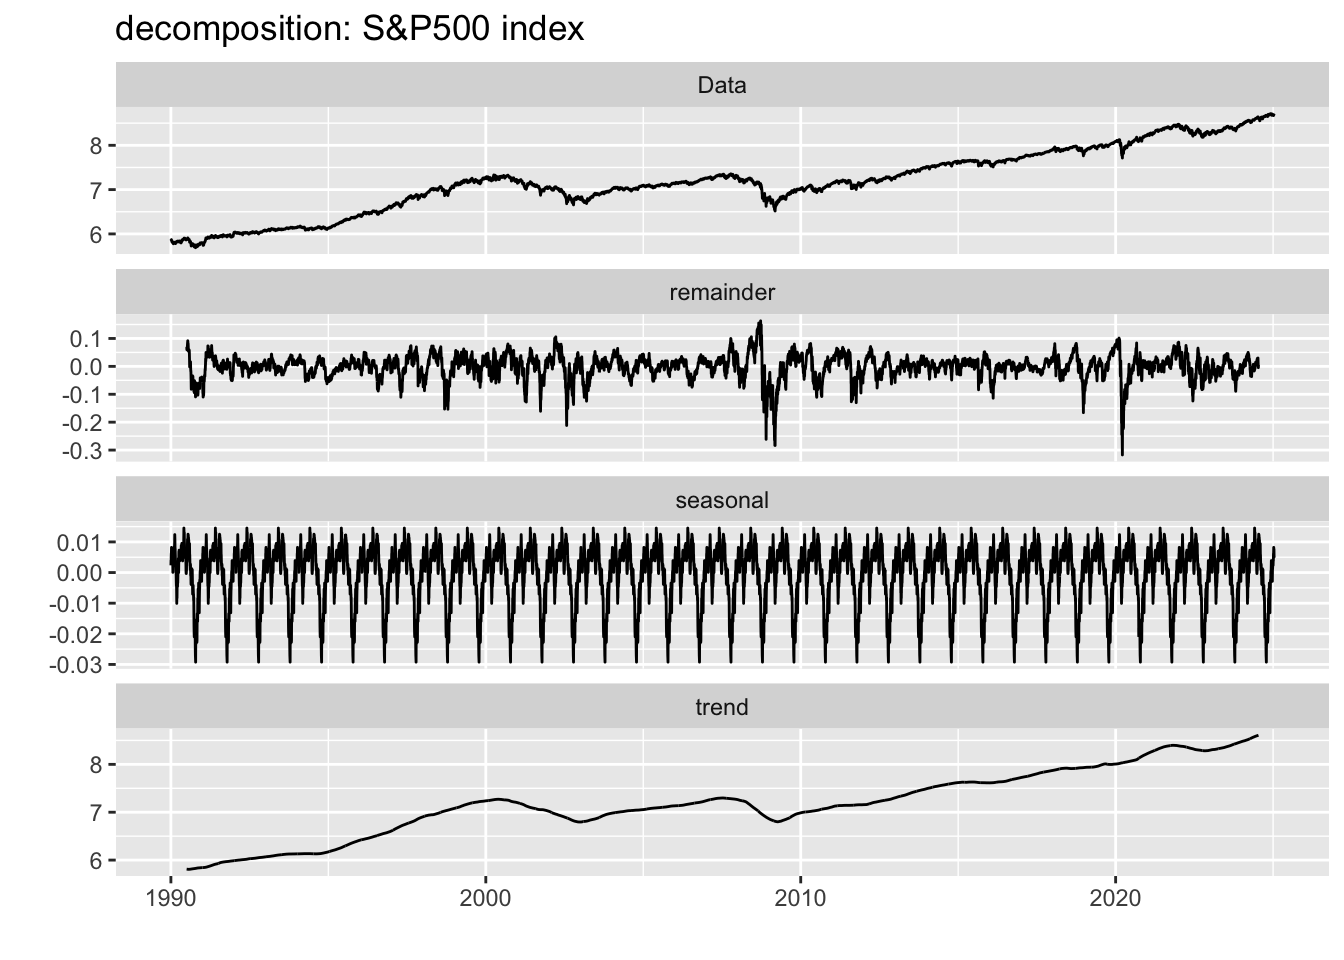 decomposition: S&P500 index
Data
8
7
6
remainder
0.1
0.0
-0.1
-0.2
-0.3
seasonal
0.01
0.00
-0.01
-0.02
-0.03
trend
8
7
6
1990 2000 2010 2020